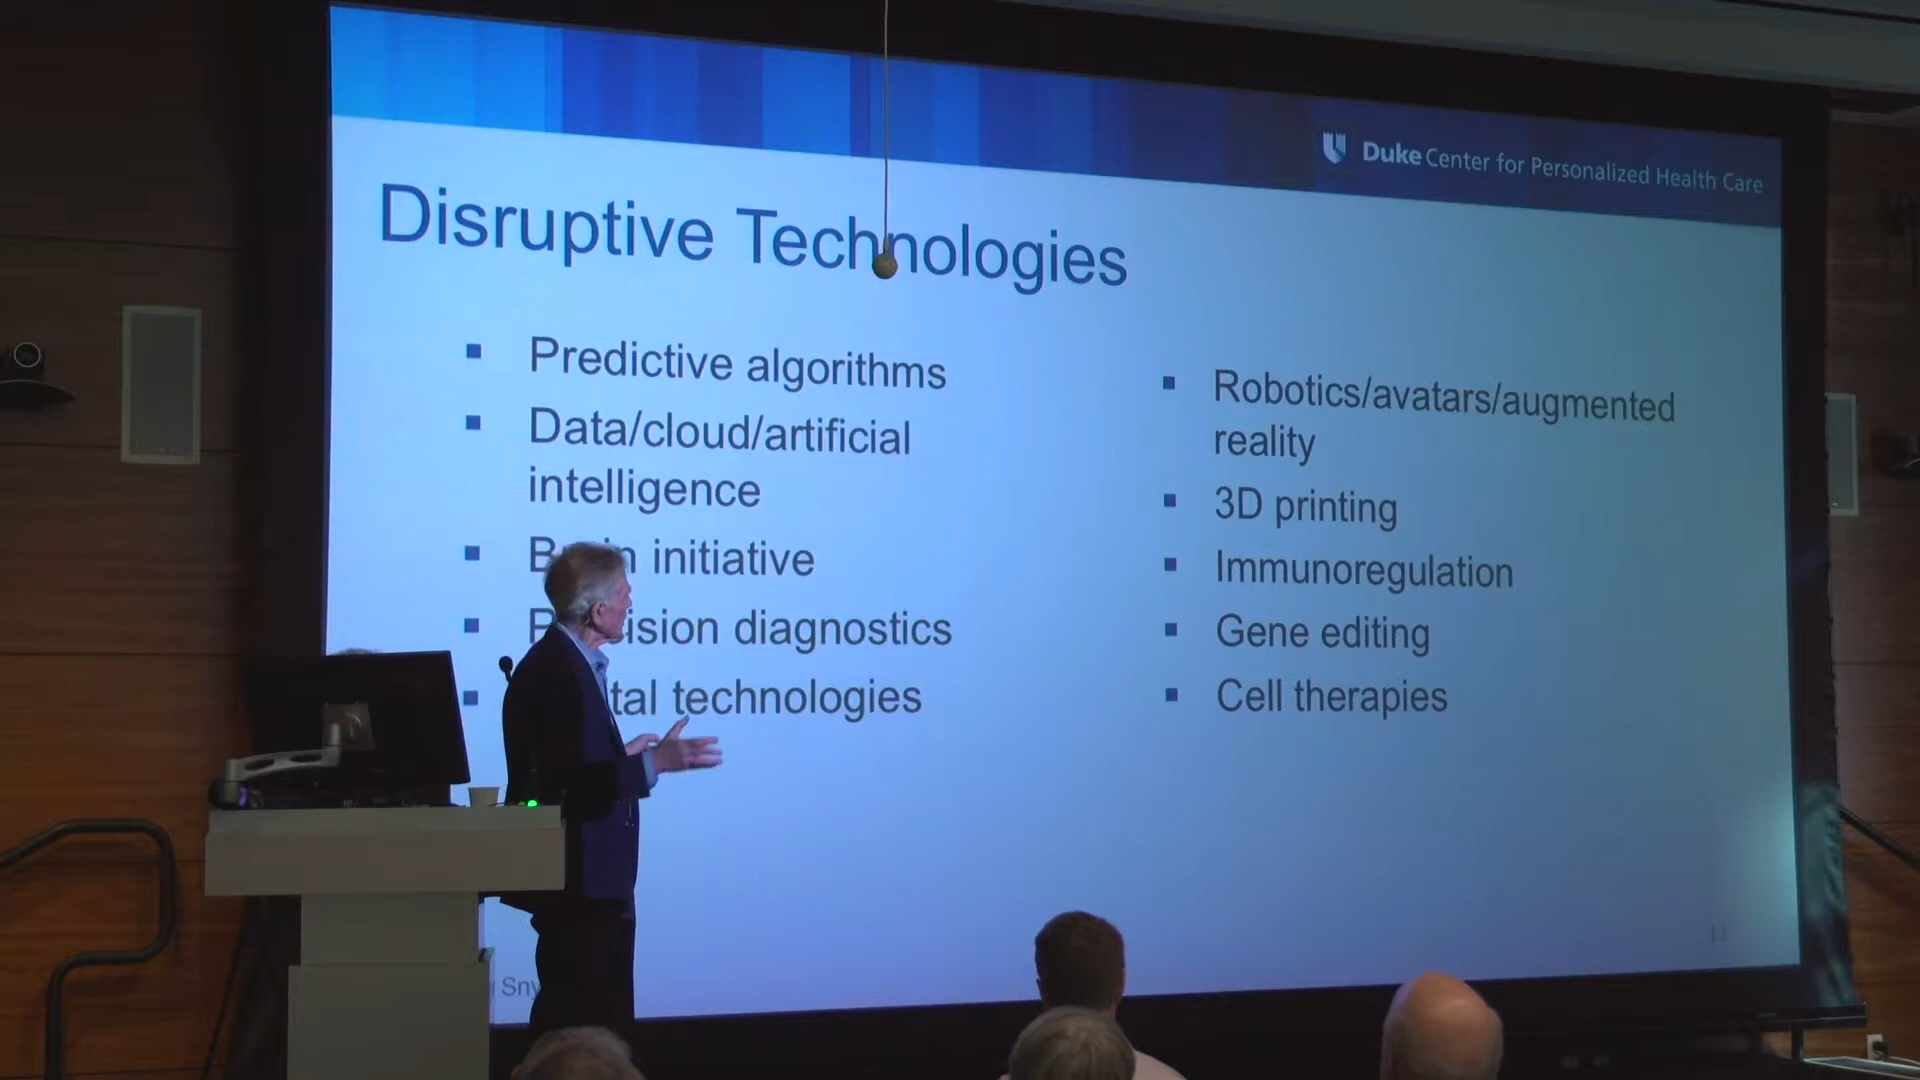 Duke Center for Personalized Health Care
Disruptive Technologies
Predictive algorithms
Data/cloud/artificial
intelligence
initiative
diagnostics
technologies
Robotics/avatars/augmented
reality
3D printing
Immunoregulation
Gene editing
Cell therapies
12